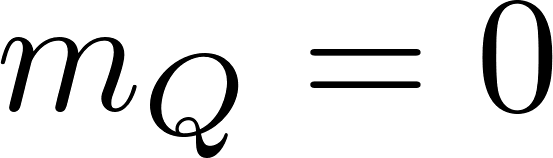 m_Q = 0